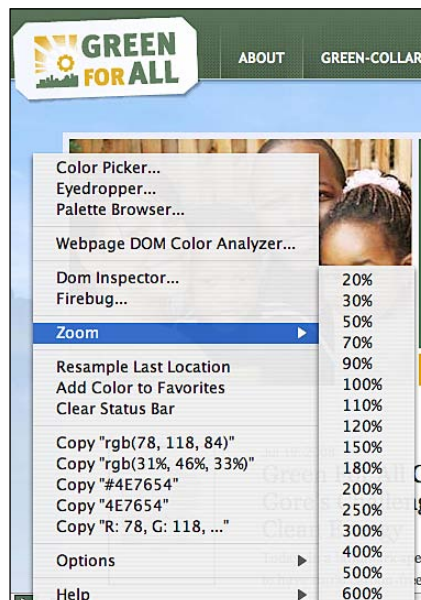 GREEN
FOR ALL
ABOUT
GREEN-COLLAR
Color Picker...
Eyedropper...
Palette Browser...
Webpage DOM Color Analyzer...
Dom Inspector...
Firebug...
Zoom
20%
30%
50%
70%
90%
100%
110%
120%
150%
180%
200%
250%
300%
400%
500%
600%
Resample Last Location
Add Color to Favorites
Clear Status Bar
Copy "rgb(78, 118, 84)"
Copy "rgb(31%, 46%, 33%)"
Copy "#4E7654"
Copy "4E7654"
Copy "R: 78, G: 118, ..."
Options
Help
Green
Gore's
Clean